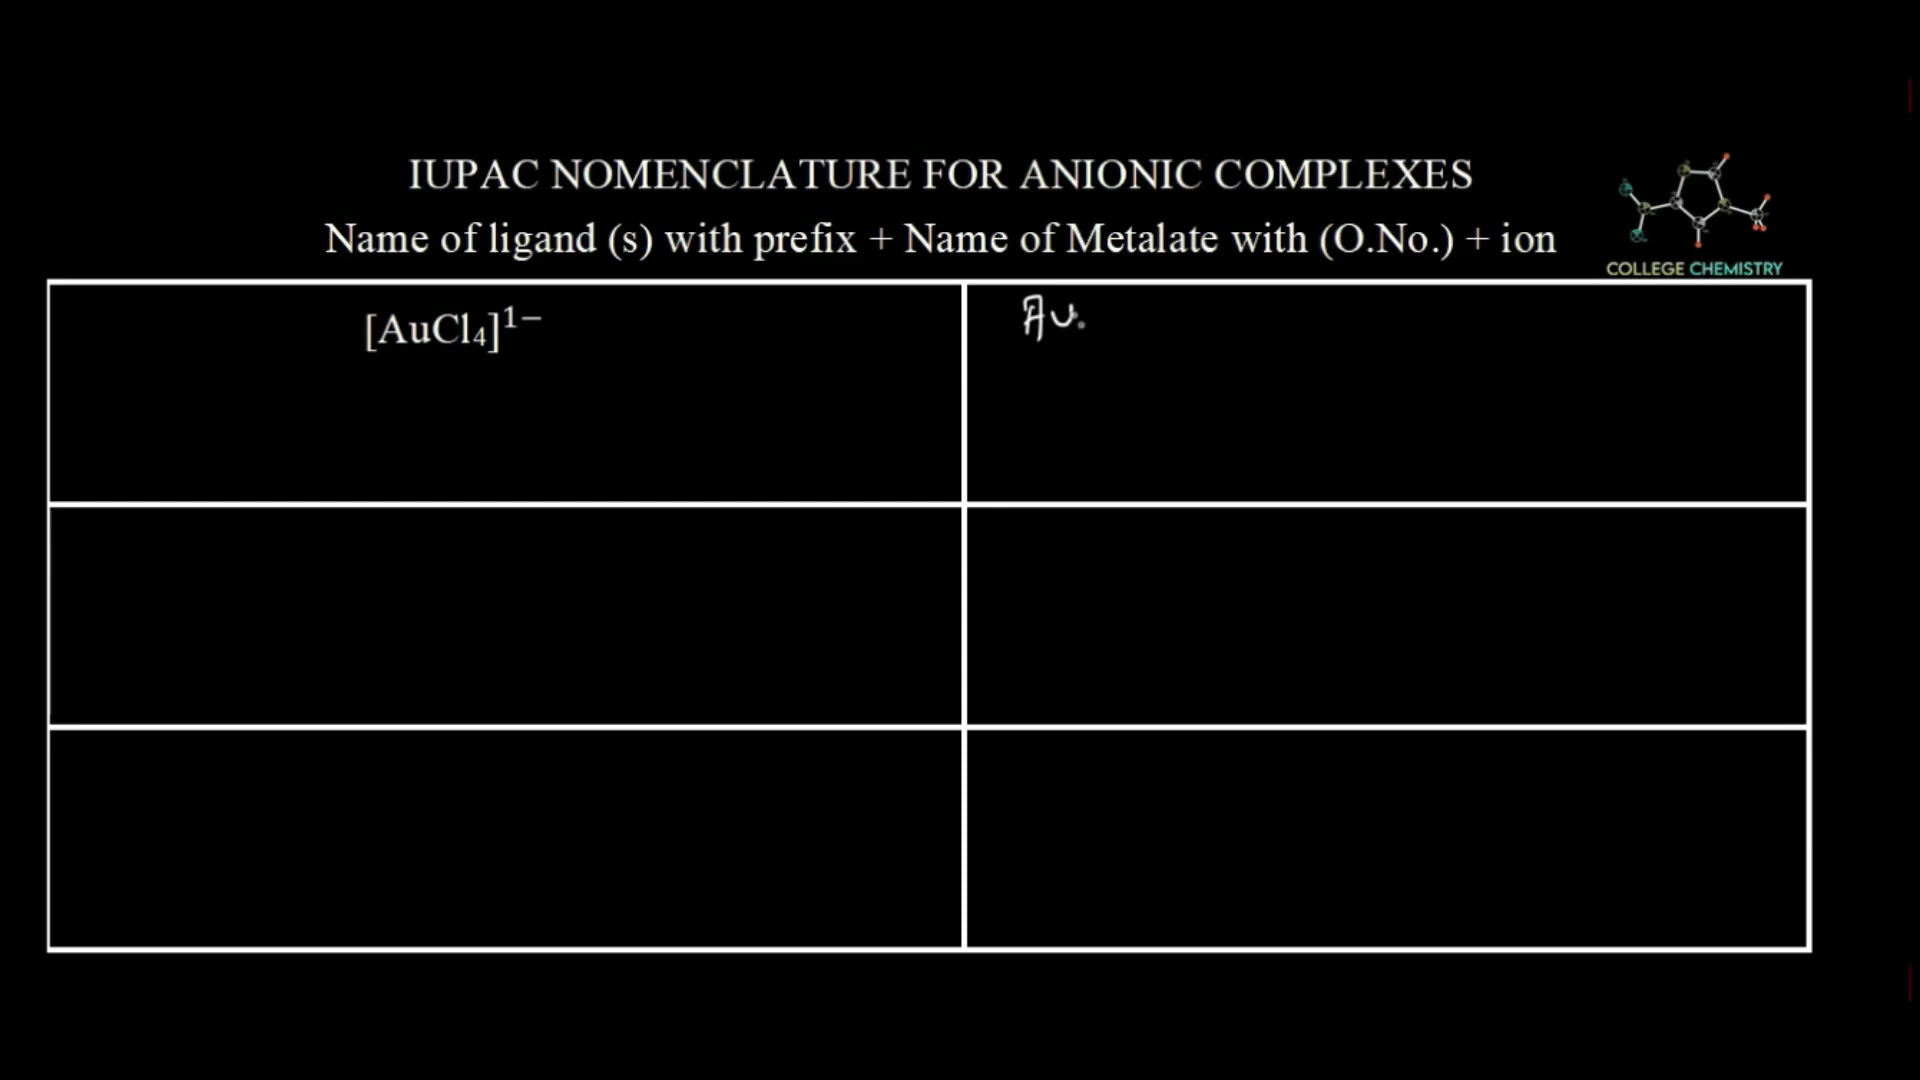 IUPAC NOMENCLATURE FOR ANIONIC COMPLEXES
Name of ligand (s) with prefix + Name of Metalate with (O.No.) + ion
COLLEGE CHEMISTRY
[AuCl₄]¹⁻
Au